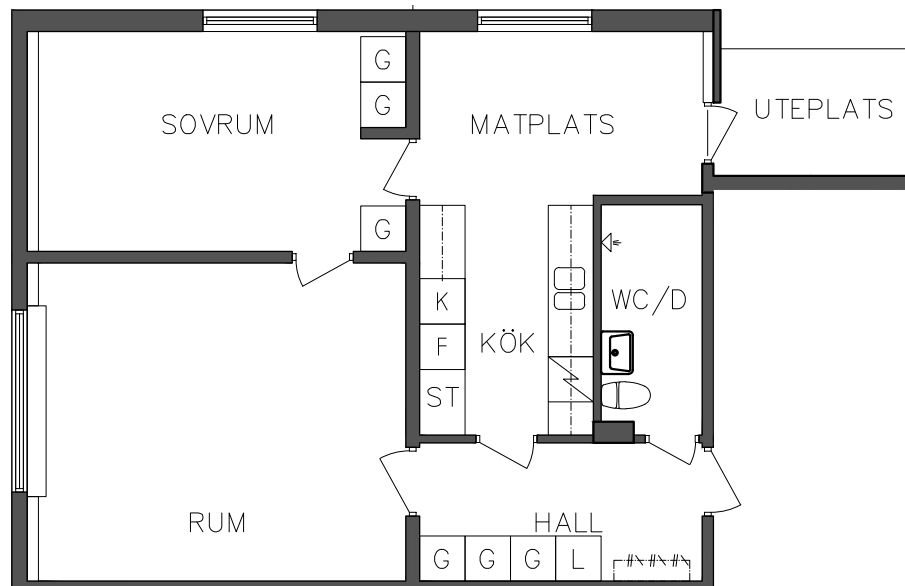 G
G
SOVRUM
MATPLATS
UTEPLATS
G
K
WC/D
F
KÖK
ST
RUM
HALL
G G G L